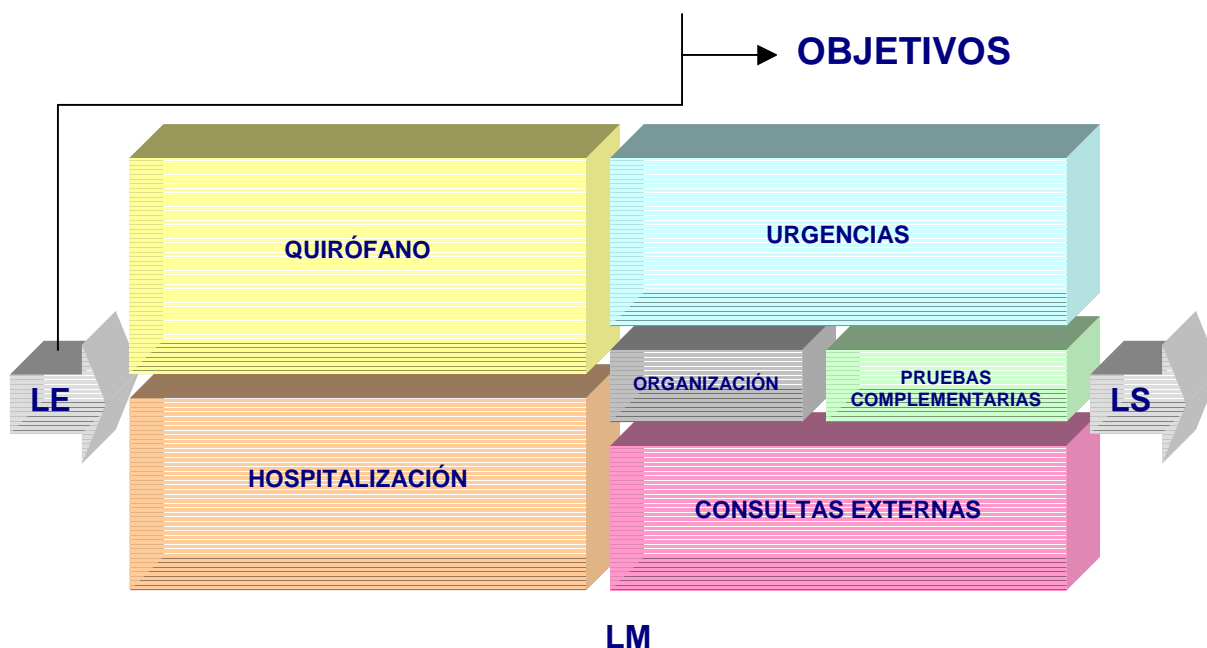 OBJETIVOS
QUIRÓFANO
URGENCIAS
LE
ORGANIZACIÓN
PRUEBAS
COMPLEMENTARIAS
LS
HOSPITALIZACIÓN
CONSULTAS EXTERNAS
LM